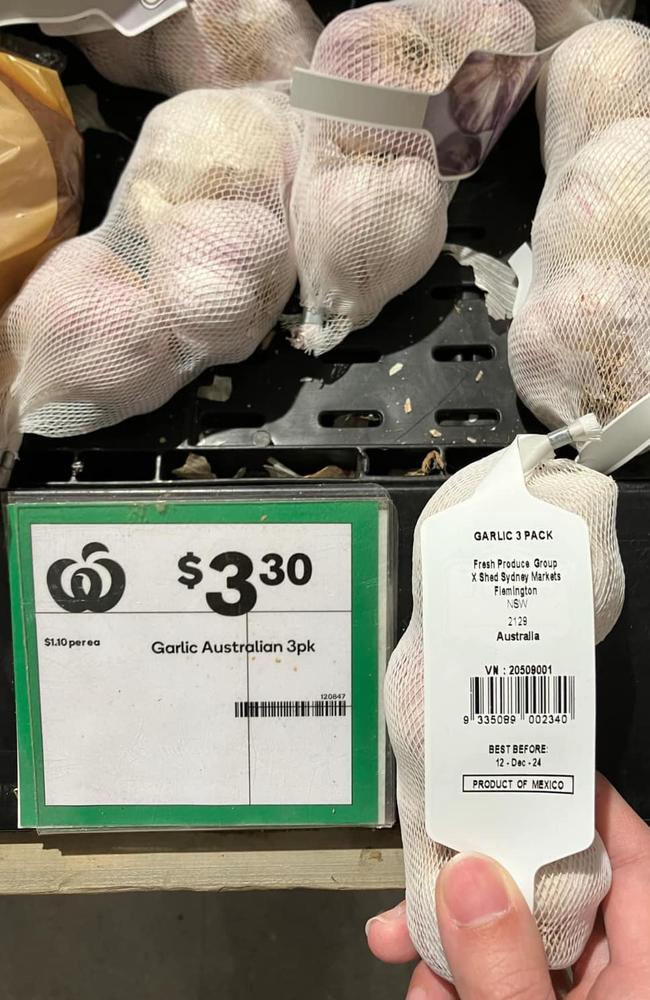 $3.30
$1.10 per ea
Garlic Australian 3pk
120847
GARLIC 3 PACK
Fresh Produce Group
X Shed Sydney Markets
Flemington
NSW
2129
Australia
VN : 20509001
9 335089 002340
BEST BEFORE:
12 - Dec - 24
PRODUCT OF MEXICO